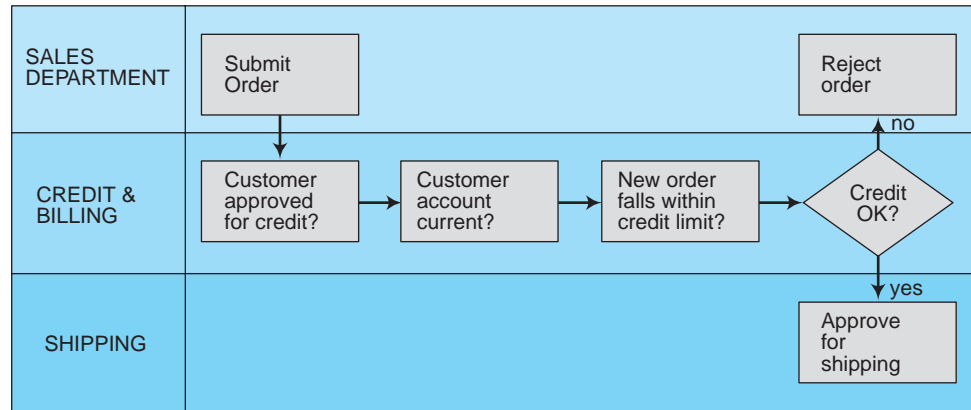 SALES
DEPARTMENT
Submit
Order
Reject
order
no
CREDIT &
BILLING
Customer
approved
for credit?
Customer
account
current?
New order
falls within
credit limit?
Credit
OK?
yes
SHIPPING
Approve
for
shipping